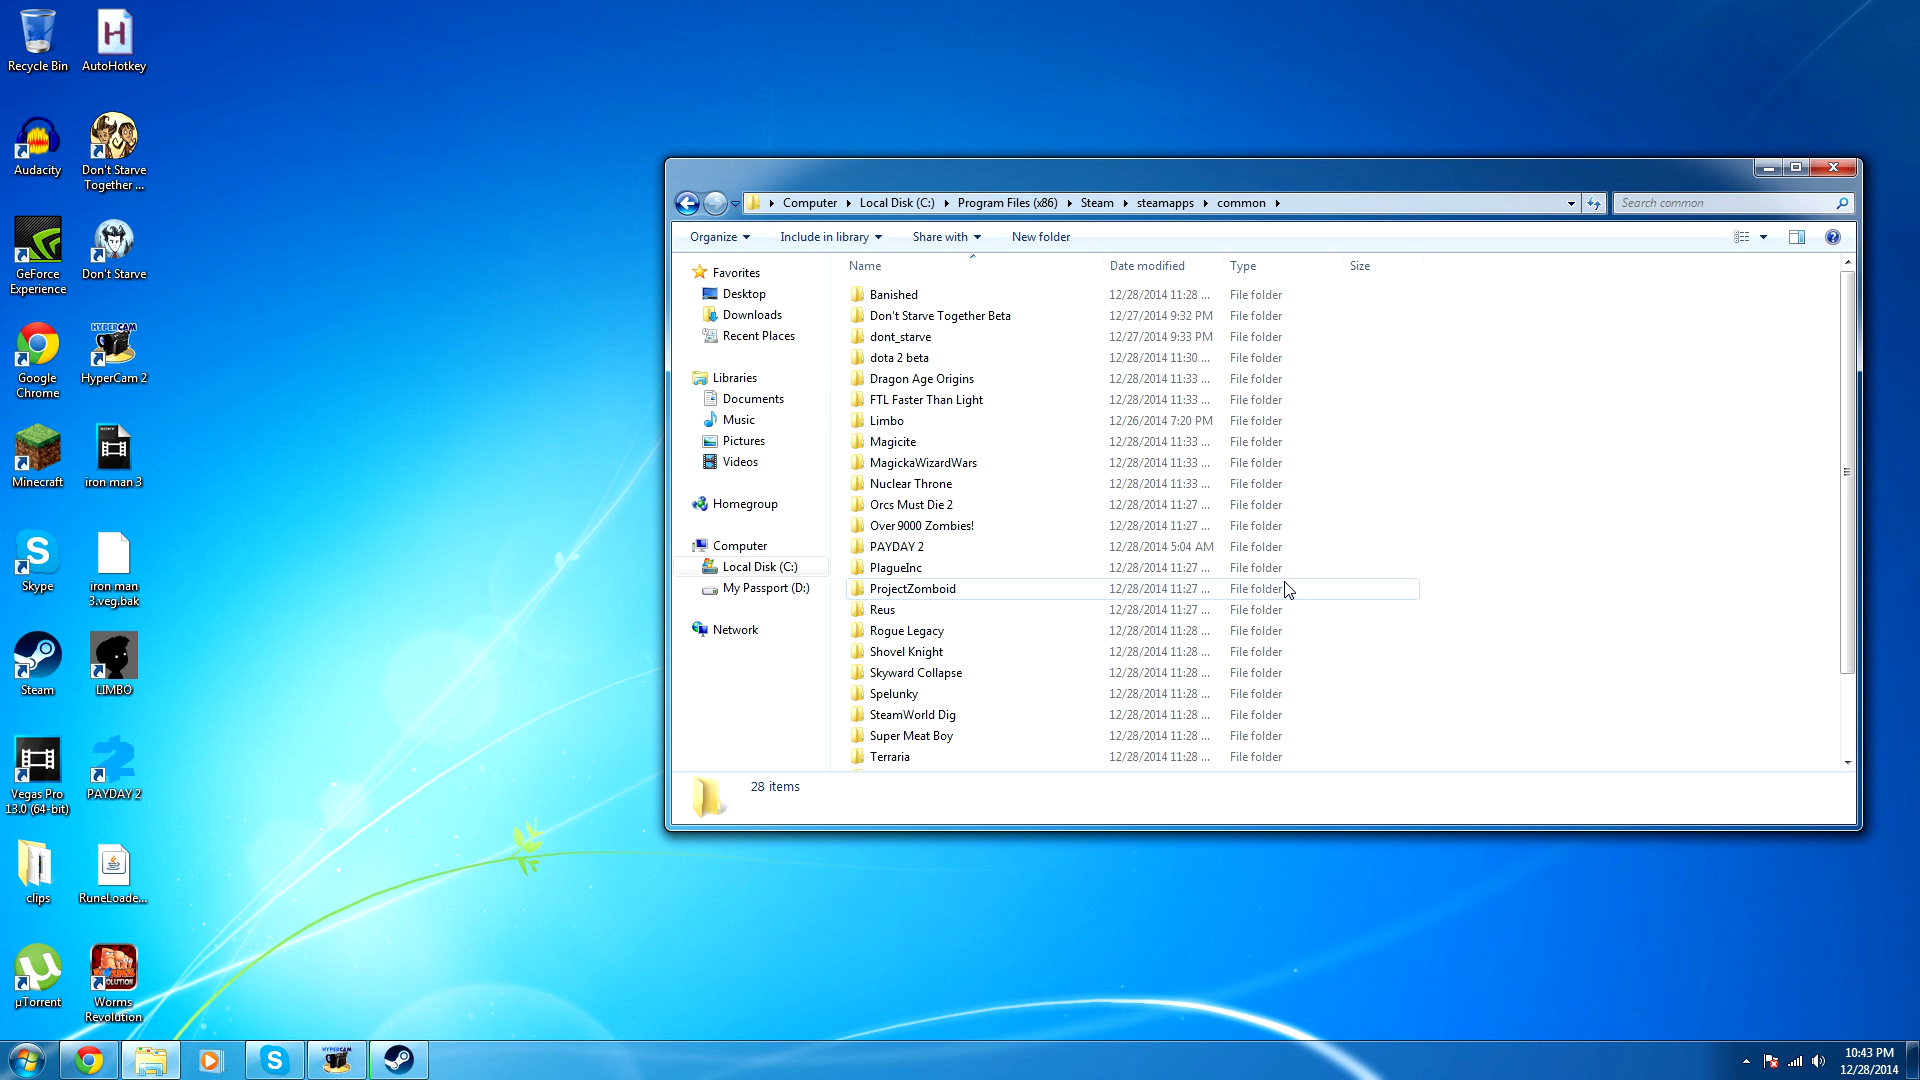 Recycle Bin
AutoHotkey
Audacity
Don't Starve
Together ...
GeForce
Experience
Don't Starve
Google
Chrome
HYPERCAM
HyperCam 2
Minecraft
SONY
iron man 3
Skype
iron man
3.veg.bak
Steam
LIMBO
Vegas Pro
13.0 (64-bit)
PAYDAY 2
clips
RuneLoade...
µTorrent
Worms
Revolution
Computer
Local Disk (C:)
Program Files (x86)
Steam
steamapps
common
Search common
Organize
Include in library
Share with
New folder
Favorites
Desktop
Downloads
Recent Places
Libraries
Documents
Music
Pictures
Videos
Homegroup
Computer
Local Disk (C:)
My Passport (D:)
Network
Name Date modified Type Size
Banished 12/28/2014 11:28 ... File folder
Don't Starve Together Beta 12/27/2014 9:32 PM File folder
dont_starve 12/27/2014 9:33 PM File folder
dota 2 beta 12/28/2014 11:30 ... File folder
Dragon Age Origins 12/28/2014 11:33 ... File folder
FTL Faster Than Light 12/28/2014 11:33 ... File folder
Limbo 12/26/2014 7:20 PM File folder
Magicite 12/28/2014 11:33 ... File folder
MagickaWizardWars 12/28/2014 11:33 ... File folder
Nuclear Throne 12/28/2014 11:33 ... File folder
Orcs Must Die 2 12/28/2014 11:27 ... File folder
Over 9000 Zombies! 12/28/2014 11:27 ... File folder
PAYDAY 2 12/28/2014 5:04 AM File folder
PlagueInc 12/28/2014 11:27 ... File folder
ProjectZomboid 12/28/2014 11:27 ... File folder
Reus 12/28/2014 11:27 ... File folder
Rogue Legacy 12/28/2014 11:28 ... File folder
Shovel Knight 12/28/2014 11:28 ... File folder
Skyward Collapse 12/28/2014 11:28 ... File folder
Spelunky 12/28/2014 11:28 ... File folder
SteamWorld Dig 12/28/2014 11:28 ... File folder
Super Meat Boy 12/28/2014 11:28 ... File folder
Terraria 12/28/2014 11:28 ... File folder
28 items
HYPERCAM
10:43 PM
12/28/2014